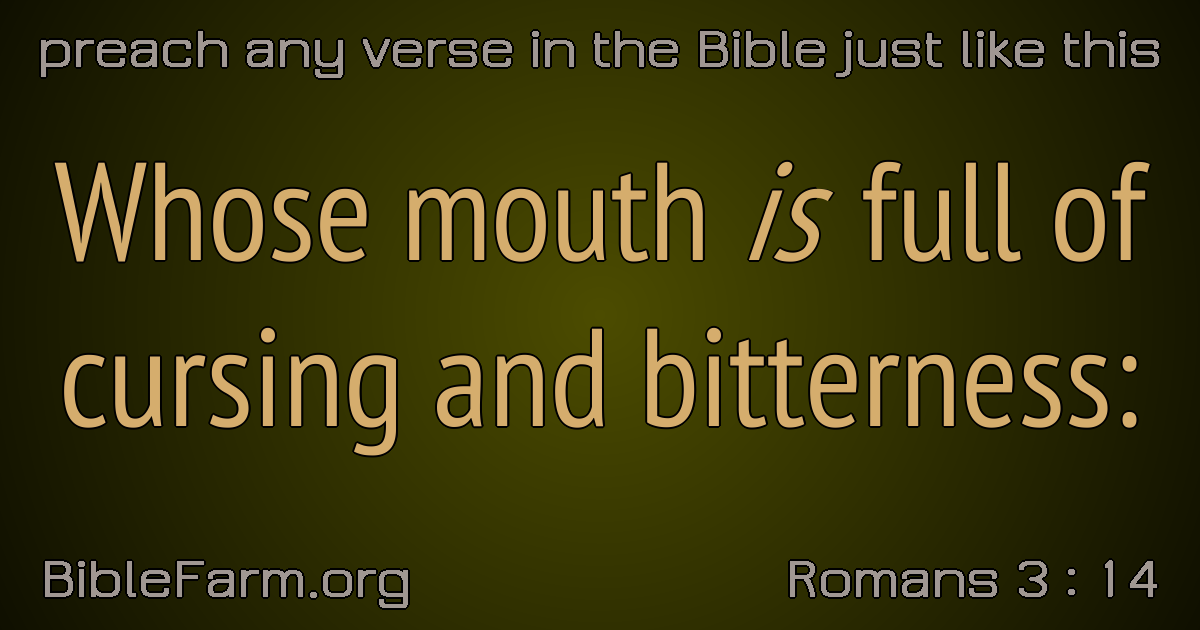 preach any verse in the Bible just like this
Whose mouth is full of
cursing and bitterness:
BibleFarm.org
Romans 3 : 14